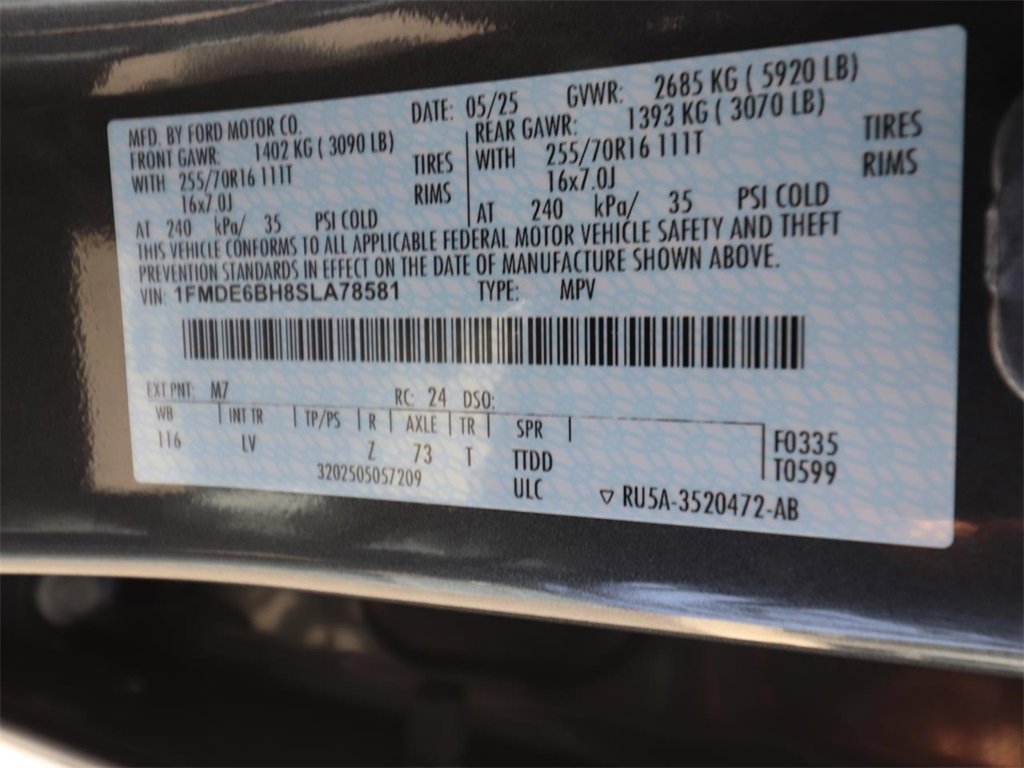 MFD. BY FORD MOTOR CO. DATE: 05/25 GVWR: 2685 KG ( 5920 LB)
FRONT GAWR: 1402 KG ( 3090 LB) REAR GAWR: 1393 KG ( 3070 LB)
WITH 255/70R16 111T TIRES WITH 255/70R16 111T TIRES
16x7.0J RIMS 16x7.0J RIMS
AT 240 kPa/ 35 PSI COLD AT 240 kPa/ 35 PSI COLD
THIS VEHICLE CONFORMS TO ALL APPLICABLE FEDERAL MOTOR VEHICLE SAFETY AND THEFT
PREVENTION STANDARDS IN EFFECT ON THE DATE OF MANUFACTURE SHOWN ABOVE.
VIN: 1FMDE6BH8SLA78581 TYPE: MPV
EXT PNT: M7 RC: 24 DSO:
WB INT TR TP/PS R AXLE TR SPR
116 LV Z 73 T TTDD F0335
T0599
3202505057209 ULC ▽ RU5A-3520472-AB